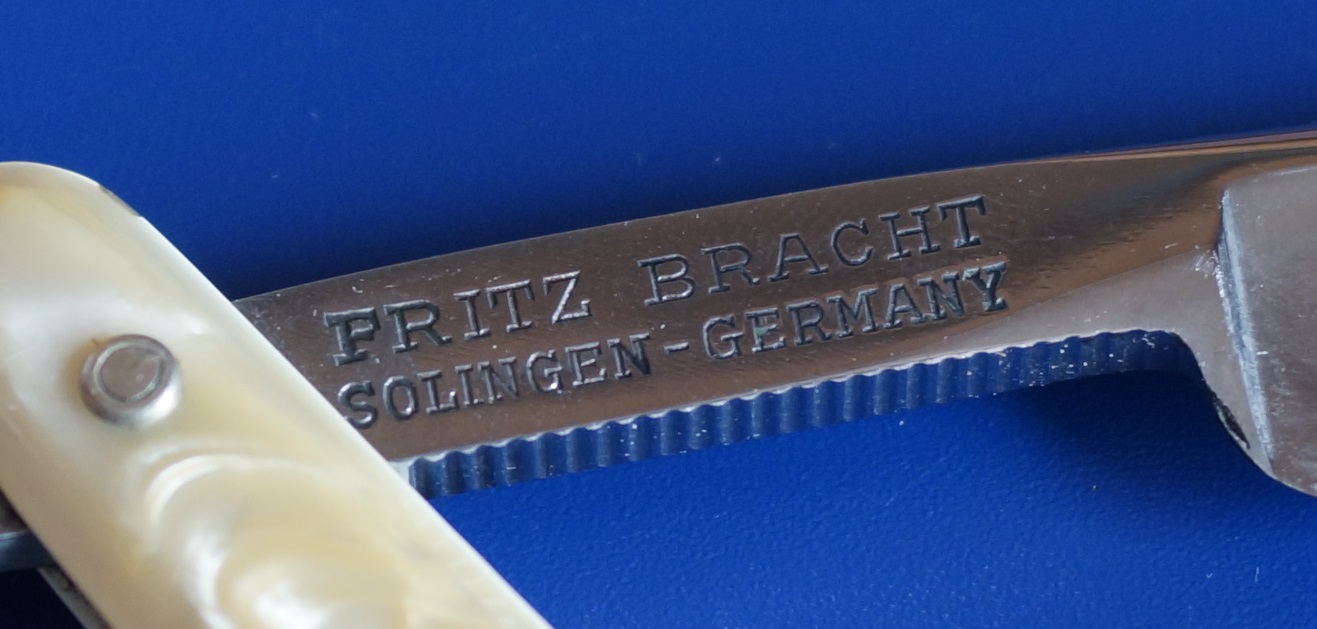 FRITZ BRACHT
SOLINGEN-GERMANY